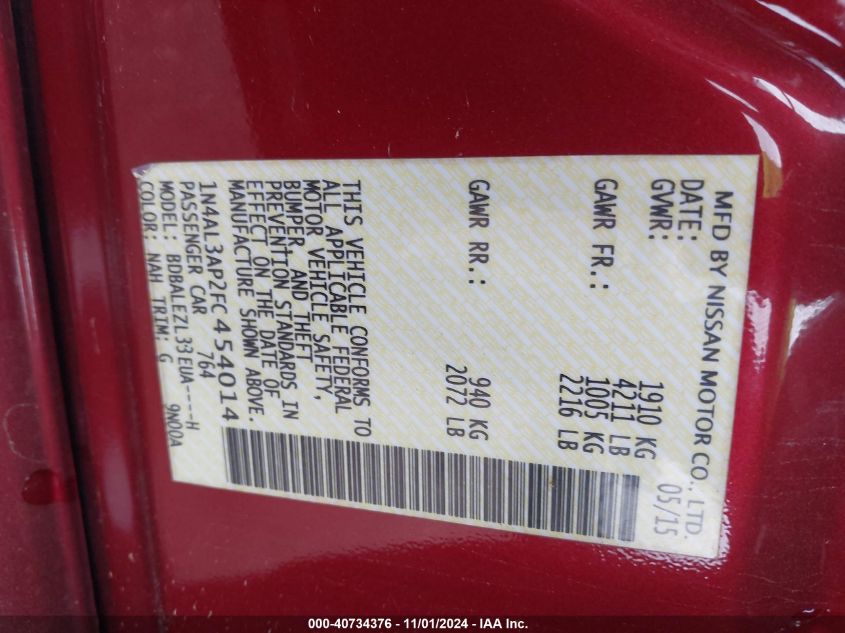 MFD BY NISSAN MOTOR CO., LTD.
DATE: 05/15
GVWR: 1910 KG
4211 LB
GAWR FR.: 1005 KG
2216 LB
GAWR RR.: 940 KG
2072 LB
THIS VEHICLE CONFORMS TO
ALL APPLICABLE FEDERAL
MOTOR VEHICLE SAFETY,
BUMPER, AND THEFT
PREVENTION STANDARDS IN
EFFECT ON THE DATE OF
MANUFACTURE SHOWN ABOVE.
1N4AL3AP2FC454014
PASSENGER CAR 764
MODEL: BDBALEZL33EUA----H
COLOR: NAH TRIM: G 9N00A
000-40734376 - 11/01/2024 - IAA Inc.